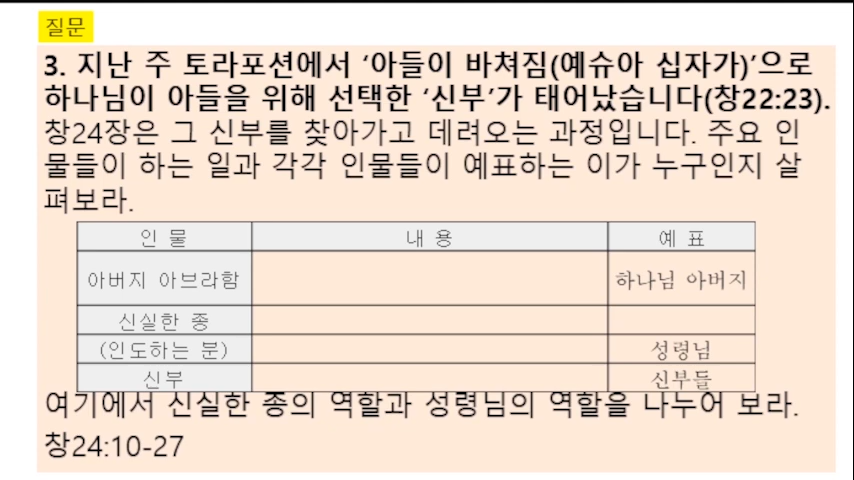 질문
3. 지난 주 토라포션에서 ‘아들이 바쳐짐(예슈아 십자가)’으로
하나님이 아들을 위해 선택한 ‘신부’가 태어났습니다(창22:23).
창24장은 그 신부를 찾아가고 데려오는 과정입니다. 주요 인
물들이 하는 일과 각각 인물들이 예표하는 이가 누구인지 살
펴보라.
인 물 내 용 예 표
아버지 아브라함 하나님 아버지
신실한 종
(인도하는 분) 성령님
신부 신부들
여기에서 신실한 종의 역할과 성령님의 역할을 나누어 보라.
창24:10-27